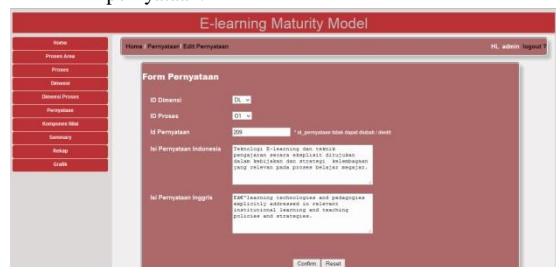 E-learning Maturity Model
Home
Proses Area
Proses
Dimensi
Dimensi Proses
Pernyataan
Komponen Nilai
Summary
Rekap
Grafik
Home / Pernyataan / Edit Pernyataan
Hi, admin logout ?
Form Pernyataan
ID Dimensi
DL
ID Proses
O1
Id Pernyataan
209
* id_pernyataan tidak dapat diubah / diedit
Isi Pernyataan Indonesia
Teknologi E-learning dan teknik
pengajaran secara eksplisit ditujukan
dalam kebijakan dan strategi kelembagaan
yang relevan pada proses belajar megajar.
Isi Pernyataan Inggris
learning technologies and pedagogies
explicitly addressed in relevant
institutional learning and teaching
policies and strategies.
Confirm Reset